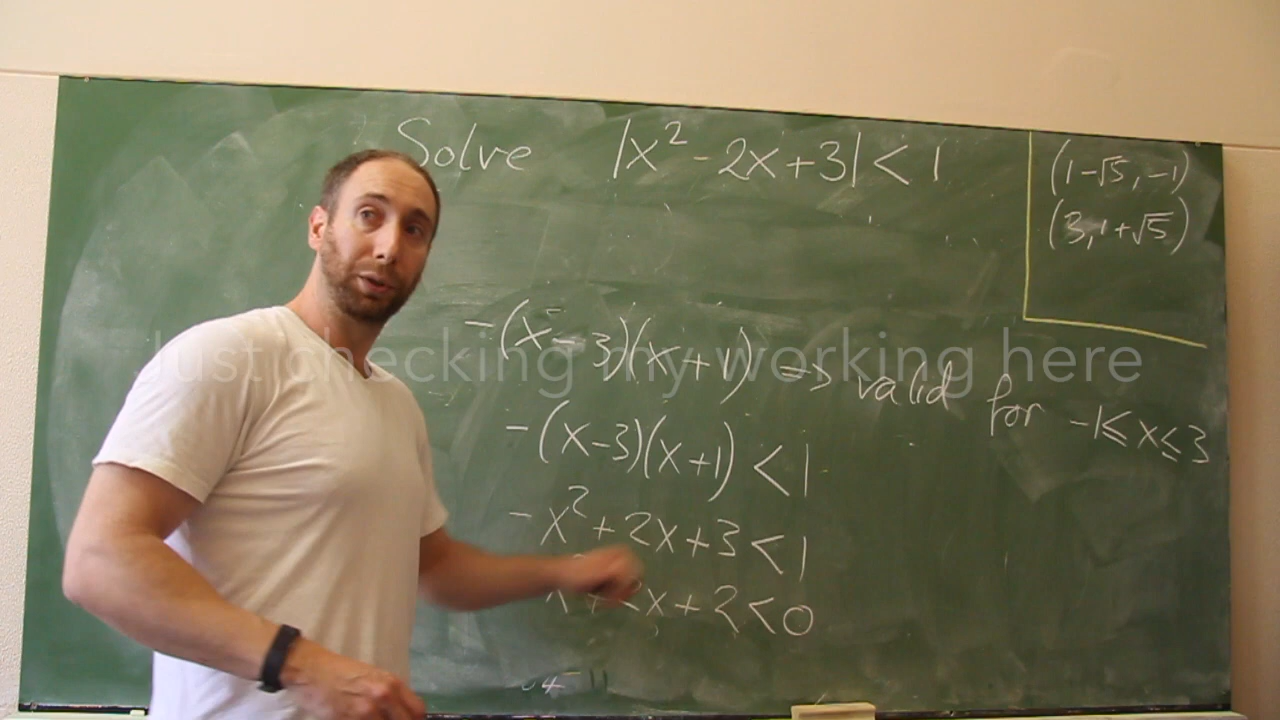 Solve |x² - 2x + 3| < 1
(1-√5, -1)
(3, 1+√5)
-(x - 3)(x + 1) => valid for -1 ≤ x ≤ 3
Just checking my working here
-(x-3)(x+1) < 1
-x² + 2x + 3 < 1
x + 2 < 0